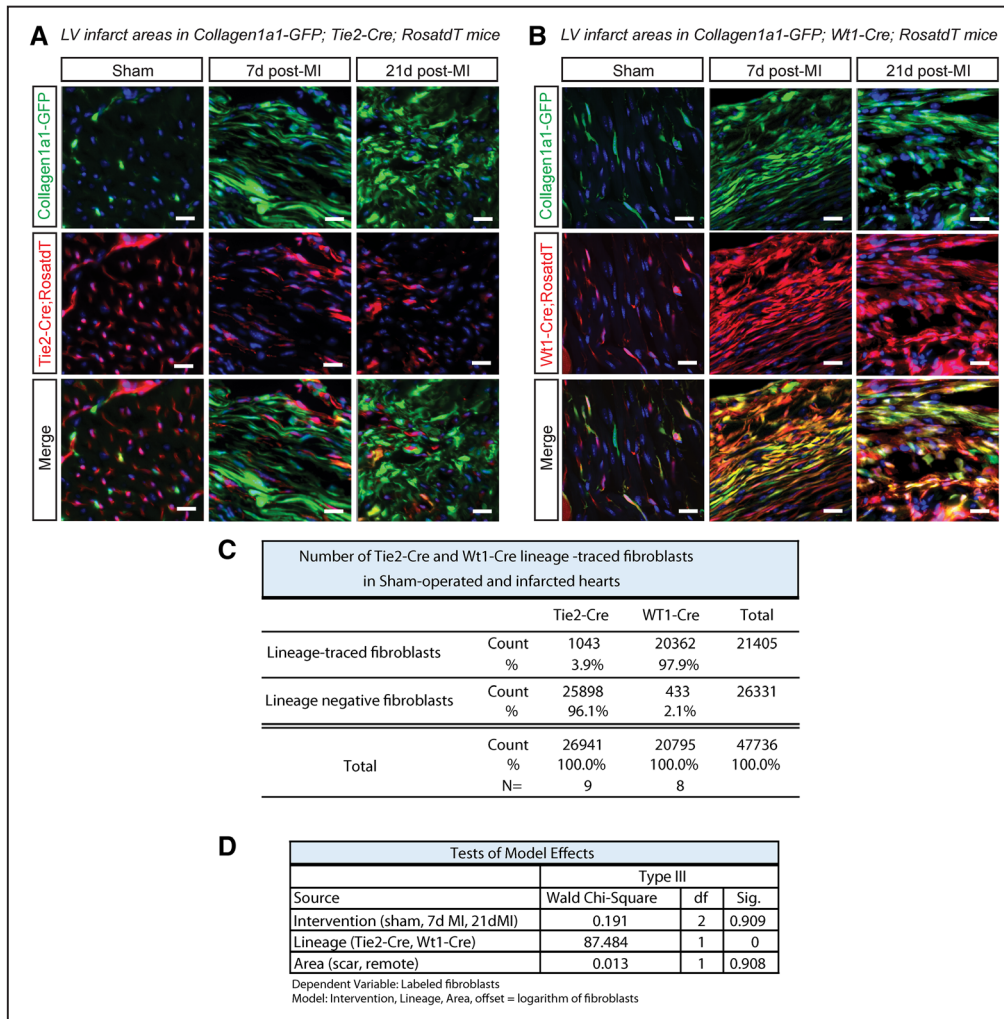 A LV infarct areas in Collagen1a1-GFP; Tie2-Cre; RosatdT mice
Sham 7d post-MI 21d post-MI
Collagen1a1-GFP
Tie2-Cre;RosatdT
Merge
B LV infarct areas in Collagen1a1-GFP; Wt1-Cre; RosatdT mice
Sham 7d post-MI 21d post-MI
Collagen1a1-GFP
Wt1-Cre;RosatdT
Merge
C
Number of Tie2-Cre and Wt1-Cre lineage -traced fibroblasts
in Sham-operated and infarcted hearts
Tie2-Cre WT1-Cre Total
Lineage-traced fibroblasts Count 1043 20362 21405
% 3.9% 97.9%
Lineage negative fibroblasts Count 25898 433 26331
% 96.1% 2.1%
Total Count 26941 20795 47736
% 100.0% 100.0% 100.0%
N= 9 8
D
Tests of Model Effects
Type III
Source Wald Chi-Square df Sig.
Intervention (sham, 7d MI, 21dMI) 0.191 2 0.909
Lineage (Tie2-Cre, Wt1-Cre) 87.484 1 0
Area (scar, remote) 0.013 1 0.908
Dependent Variable: Labeled fibroblasts
Model: Intervention, Lineage, Area, offset = logarithm of fibroblasts